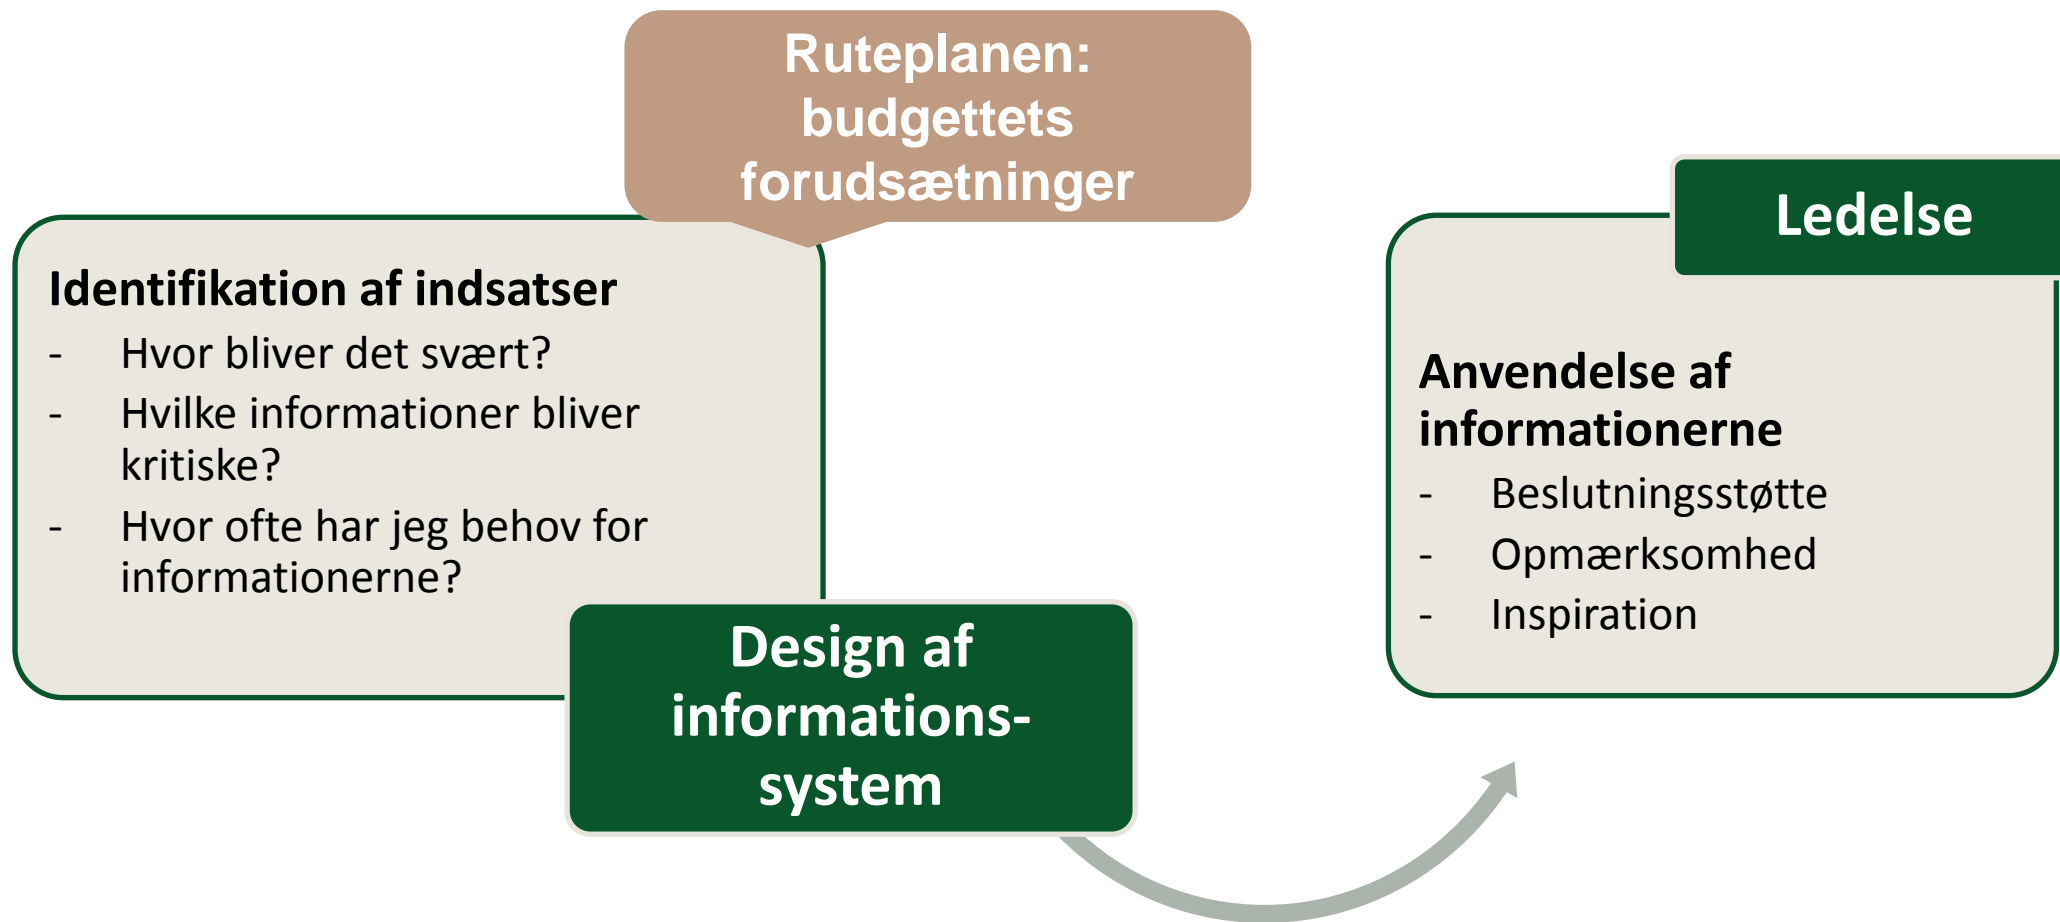 Ruteplanen:
budgettets
forudsætninger
Identifikation af indsatser
- Hvor bliver det svært?
- Hvilke informationer bliver
kritiske?
- Hvor ofte har jeg behov for
informationerne?
Design af
informations-
system
Ledelse
Anvendelse af
informationerne
- Beslutningsstøtte
- Opmærksomhed
- Inspiration